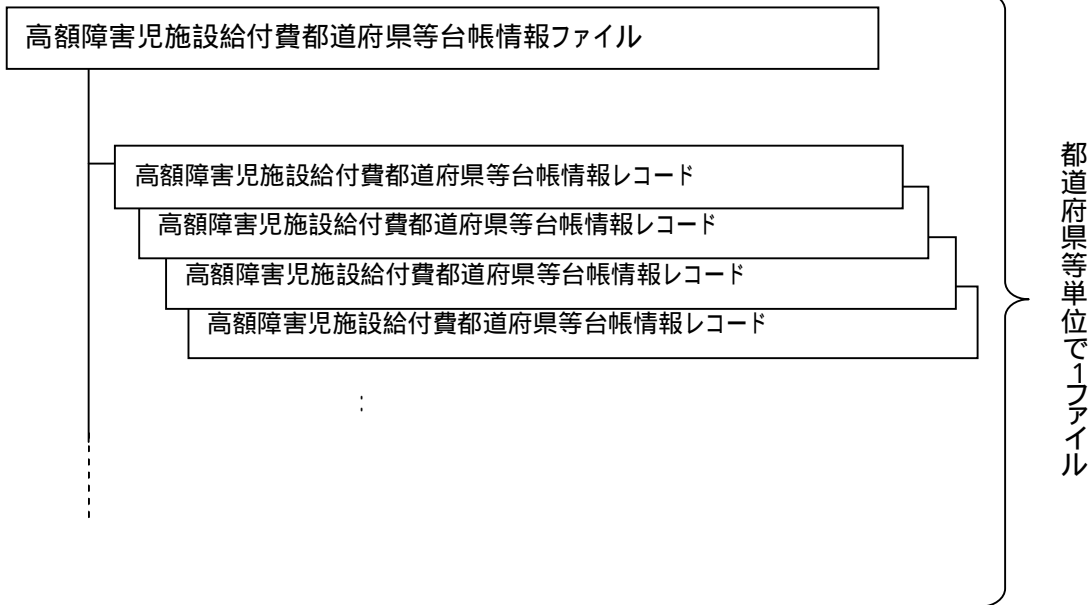 高額障害児施設給付費都道府県等台帳情報ファイル
高額障害児施設給付費都道府県等台帳情報レコード
高額障害児施設給付費都道府県等台帳情報レコード
高額障害児施設給付費都道府県等台帳情報レコード
高額障害児施設給付費都道府県等台帳情報レコード
:
都道府県等単位で1ファイル